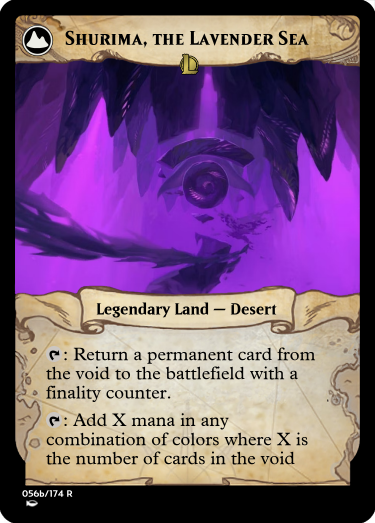 Shurima, the Lavender Sea
Legendary Land — Desert
: Return a permanent card from
the void to the battlefield with a
finality counter.
: Add X mana in any
combination of colors where X is
the number of cards in the void
056b/174 R